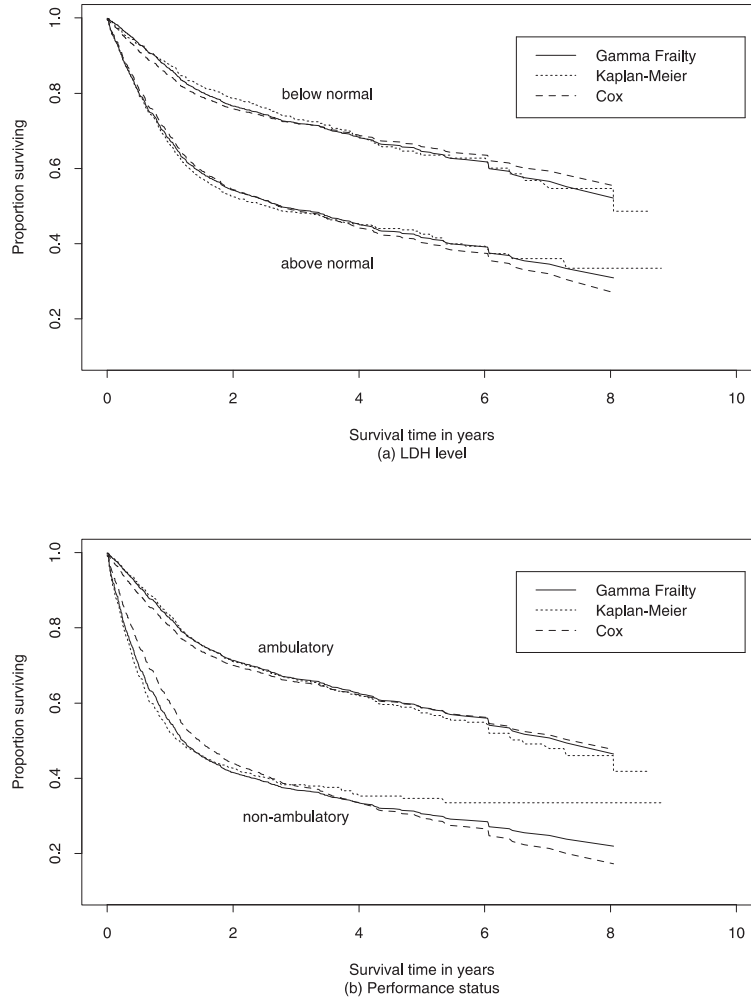 1.0
0.8
0.6
0.4
0.2
Proportion surviving
Gamma Frailty
Kaplan-Meier
Cox
below normal
above normal
0 2 4 6 8 10
Survival time in years
(a) LDH level
1.0
0.8
0.6
0.4
0.2
Proportion surviving
Gamma Frailty
Kaplan-Meier
Cox
ambulatory
non-ambulatory
0 2 4 6 8 10
Survival time in years
(b) Performance status